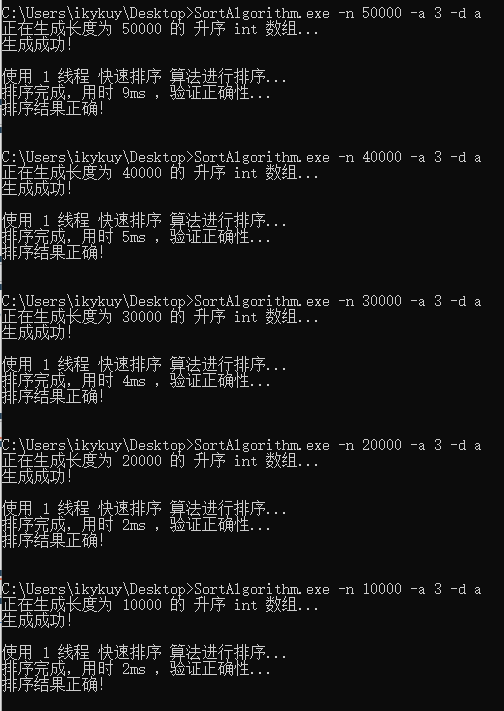 C:\Users\ikykuy\Desktop>SortAlgorithm.exe -n 50000 -a 3 -d a
正在生成长度为 50000 的 升序 int 数组...
生成成功!
使用 1 线程 快速排序 算法进行排序...
排序完成, 用时 9ms , 验证正确性...
排序结果正确!
C:\Users\ikykuy\Desktop>SortAlgorithm.exe -n 40000 -a 3 -d a
正在生成长度为 40000 的 升序 int 数组...
生成成功!
使用 1 线程 快速排序 算法进行排序...
排序完成, 用时 5ms , 验证正确性...
排序结果正确!
C:\Users\ikykuy\Desktop>SortAlgorithm.exe -n 30000 -a 3 -d a
正在生成长度为 30000 的 升序 int 数组...
生成成功!
使用 1 线程 快速排序 算法进行排序...
排序完成, 用时 4ms , 验证正确性...
排序结果正确!
C:\Users\ikykuy\Desktop>SortAlgorithm.exe -n 20000 -a 3 -d a
正在生成长度为 20000 的 升序 int 数组...
生成成功!
使用 1 线程 快速排序 算法进行排序...
排序完成, 用时 2ms , 验证正确性...
排序结果正确!
C:\Users\ikykuy\Desktop>SortAlgorithm.exe -n 10000 -a 3 -d a
正在生成长度为 10000 的 升序 int 数组...
生成成功!
使用 1 线程 快速排序 算法进行排序...
排序完成, 用时 2ms , 验证正确性...
排序结果正确!